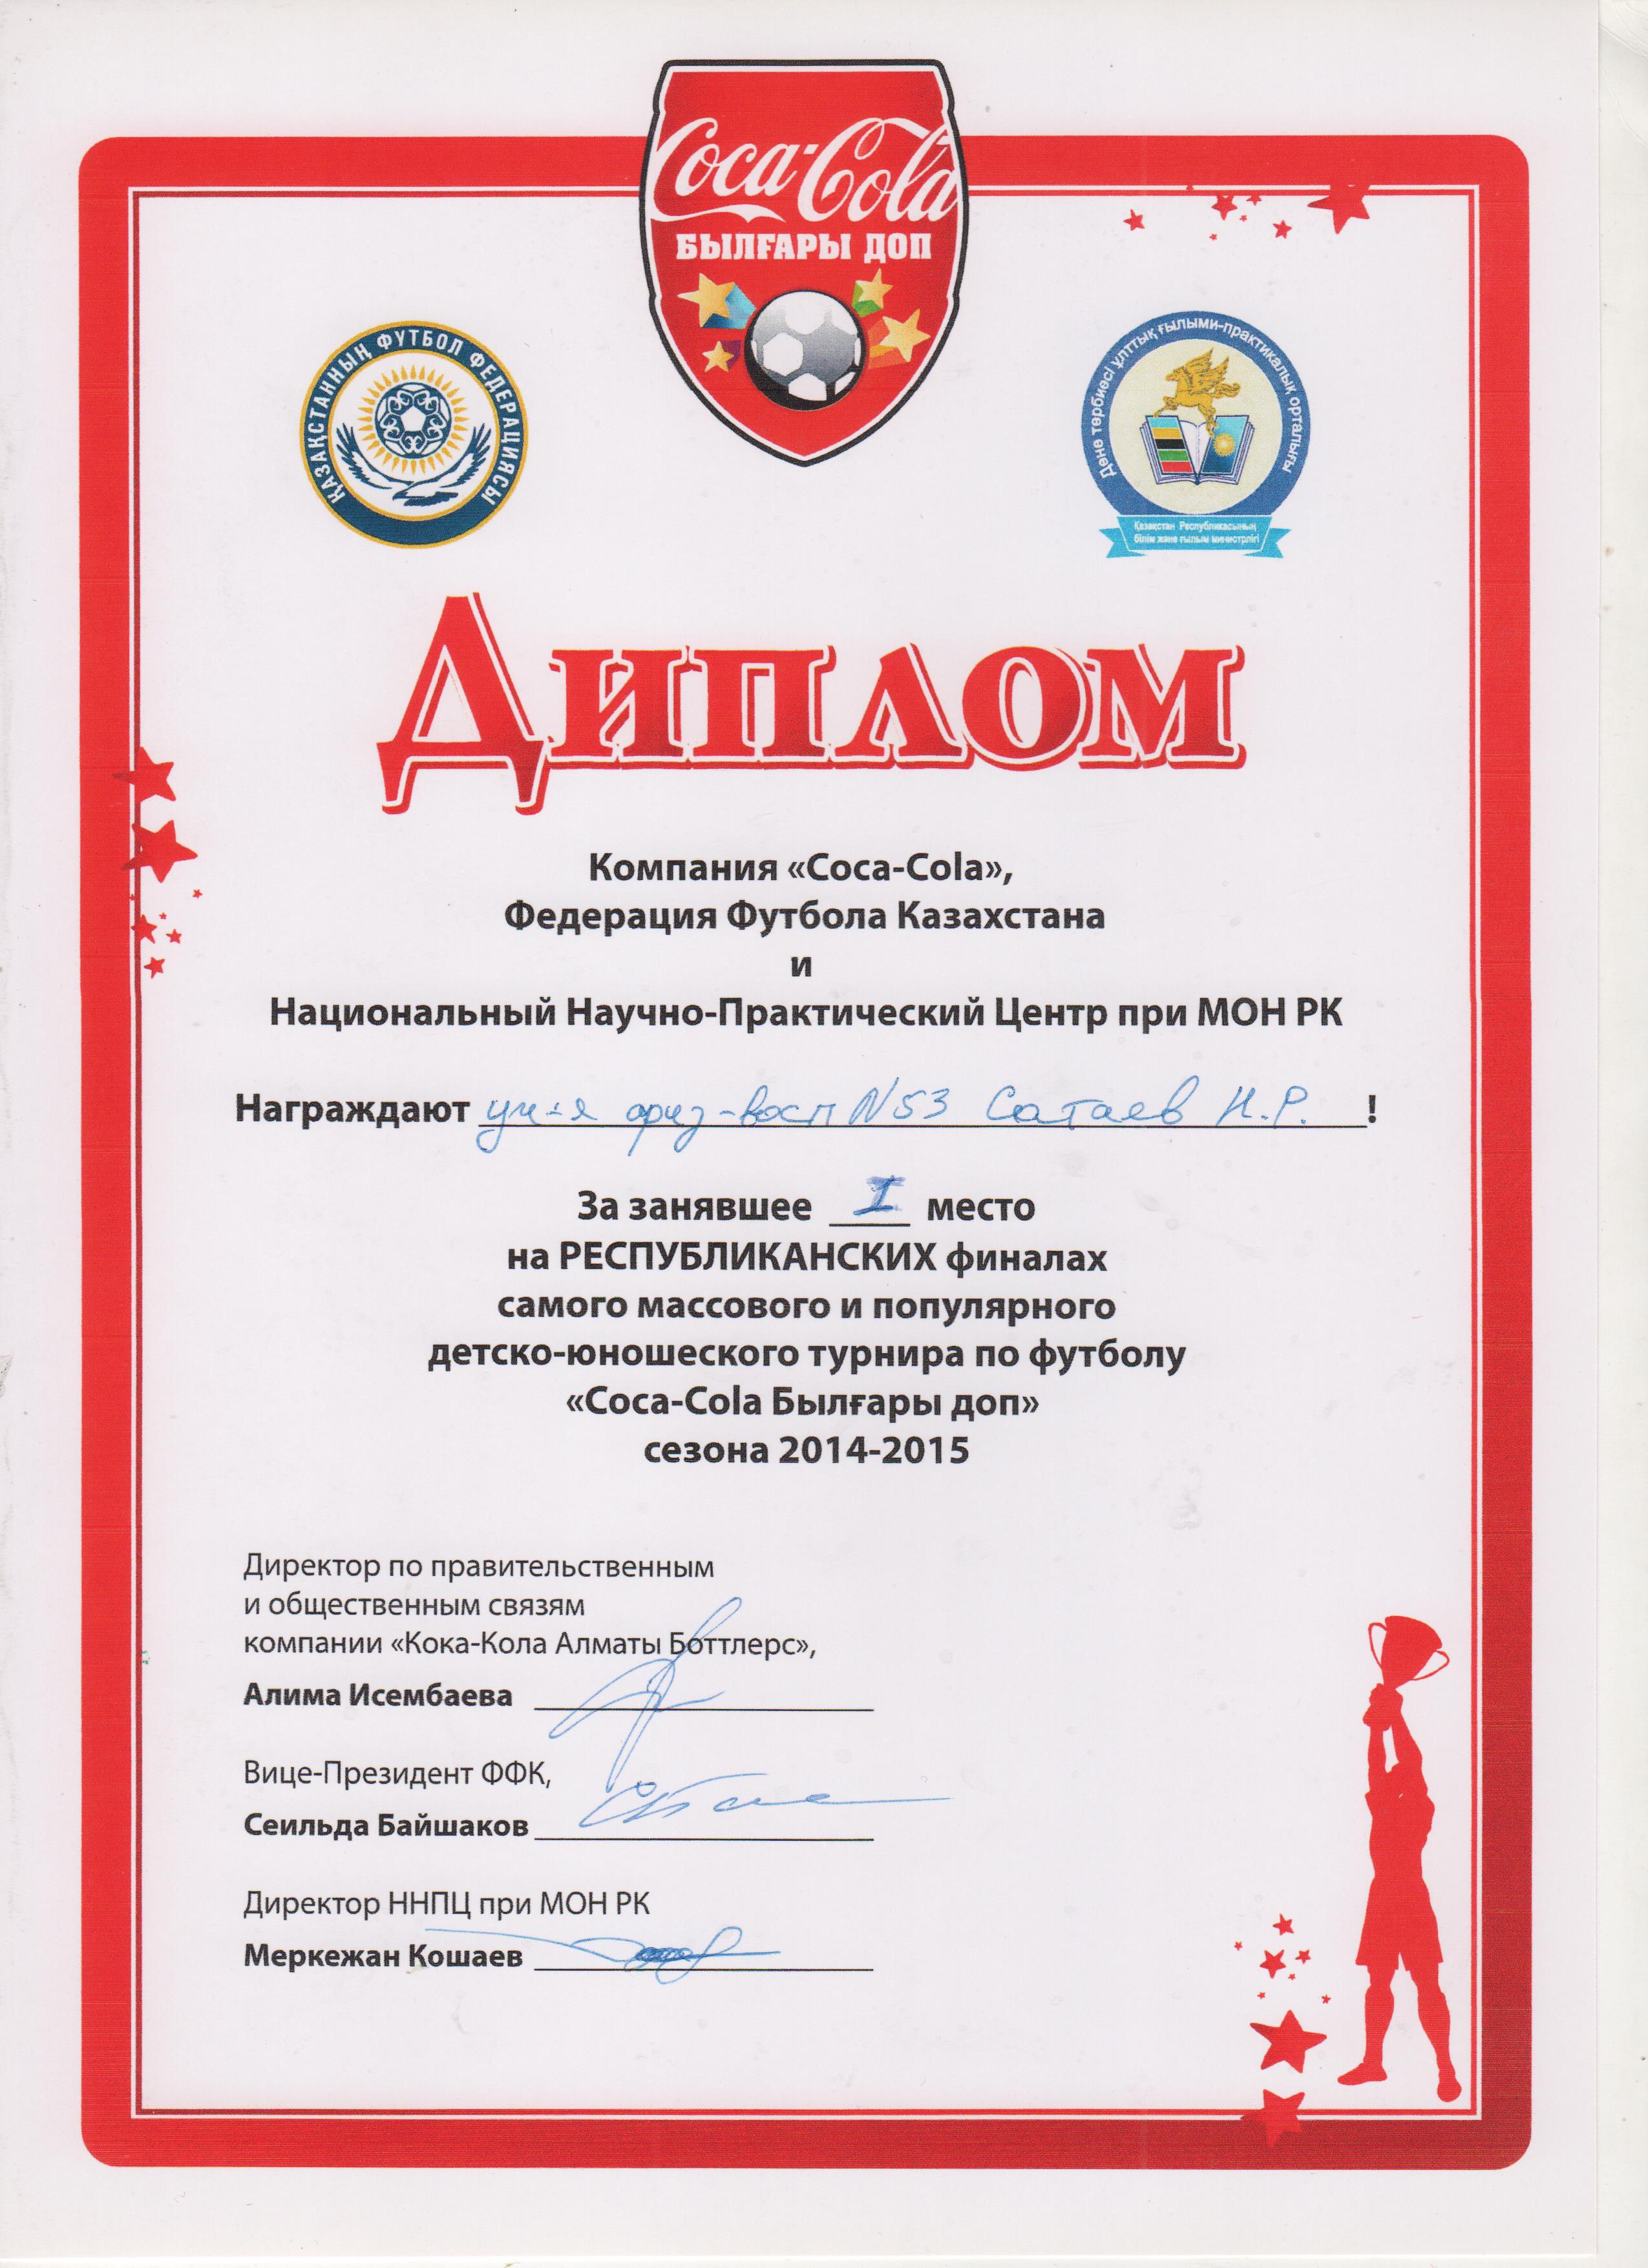 Coca-Cola
БЫЛҒАРЫ ДОП
ҚАЗАҚСТАННЫҢ ФУТБОЛ ФЕДЕРАЦИЯСЫ
Дене тәрбиесі ұлттық ғылыми-практикалық орталығы
Қазақстан Республикасының
білім және ғылым министрлігі
Диплом
Компания «Coca-Cola»,
Федерация Футбола Казахстана
и
Национальный Научно-Практический Центр при МОН РК
Награждают уч-я физ-восп N53 Сатаев Н.Р. !
За занявшее I место
на РЕСПУБЛИКАНСКИХ финалах
самого массового и популярного
детско-юношеского турнира по футболу
«Coca-Cola Былғары доп»
сезона 2014-2015
Директор по правительственным
и общественным связям
компании «Кока-Кола Алматы Боттлерс»,
Алима Исембаева
Вице-Президент ФФК,
Сеильда Байшаков
Директор ННПЦ при МОН РК
Меркежан Кошаев